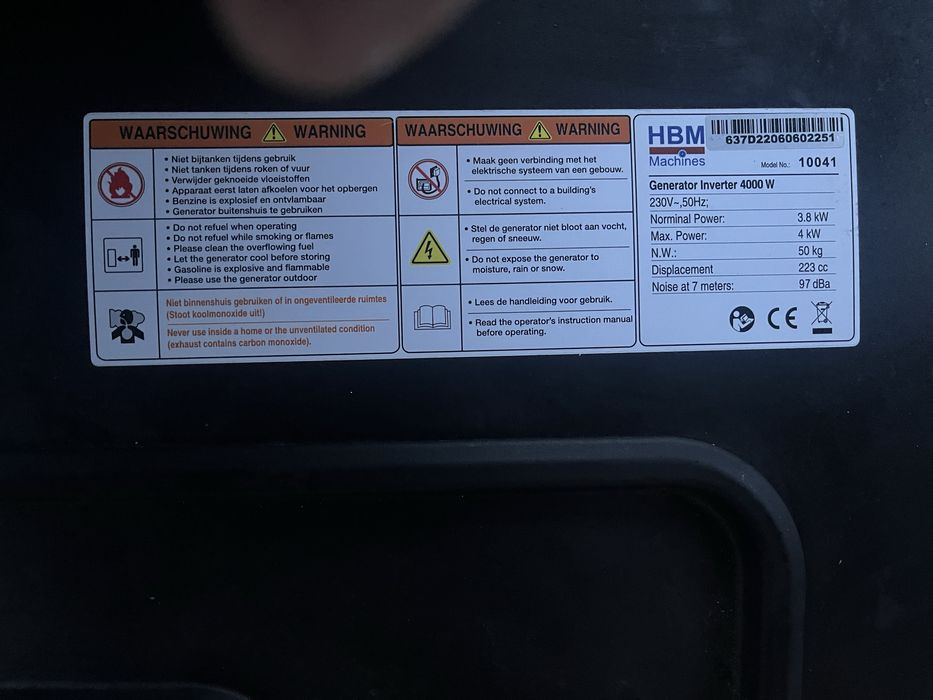 WAARSCHUWING WARNING
• Niet bijtanken tijdens gebruik
• Niet tanken tijdens roken of vuur
• Verwijder geknoeide vloeistoffen
• Apparaat eerst laten afkoelen voor het opbergen
• Benzine is explosief en ontvlambaar
• Generator buitenshuis te gebruiken
• Do not refuel when operating
• Do not refuel while smoking or flames
• Please clean the overflowing fuel
• Let the generator cool before storing
• Gasoline is explosive and flammable
• Please use the generator outdoor
Niet binnenshuis gebruiken of in ongeventileerde ruimtes
(Stoot koolmonoxide uit!)
Never use inside a home or the unventilated condition
(exhaust contains carbon monoxide).
WAARSCHUWING WARNING
• Maak geen verbinding met het
elektrische systeem van een gebouw.
• Do not connect to a building's
electrical system.
• Stel de generator niet bloot aan vocht,
regen of sneeuw.
• Do not expose the generator to
moisture, rain or snow.
• Lees de handleiding voor gebruik.
• Read the operator's instruction manual
before operating.
HBM
Machines
637D22060602251
Model No.: 10041
Generator Inverter 4000 W
230V~,50Hz;
Norminal Power: 3.8 kW
Max. Power: 4 kW
N.W.: 50 kg
Displacement 223 cc
Noise at 7 meters: 97 dBa
CE